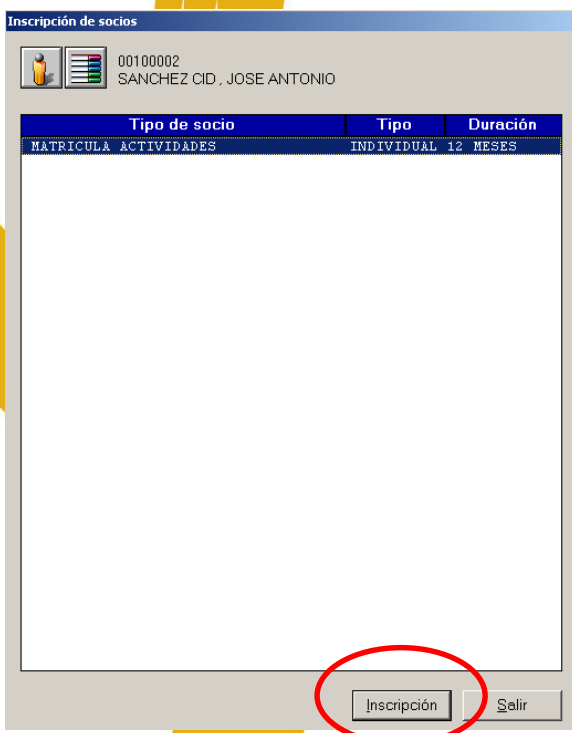 Inscripción de socios
00100002
SANCHEZ CID , JOSE ANTONIO
Tipo de socio Tipo Duración
MATRICULA ACTIVIDADES INDIVIDUAL 12 MESES
Inscripción Salir